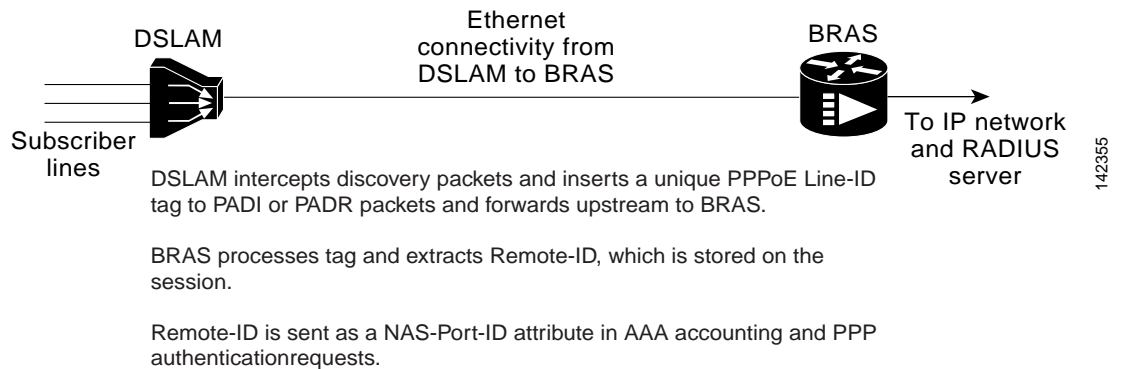 DSLAM
Ethernet
connectivity from
DSLAM to BRAS
BRAS
Subscriber
lines
To IP network
and RADIUS
server
142355
DSLAM intercepts discovery packets and inserts a unique PPPoE Line-ID
tag to PADI or PADR packets and forwards upstream to BRAS.
BRAS processes tag and extracts Remote-ID, which is stored on the
session.
Remote-ID is sent as a NAS-Port-ID attribute in AAA accounting and PPP
authenticationrequests.